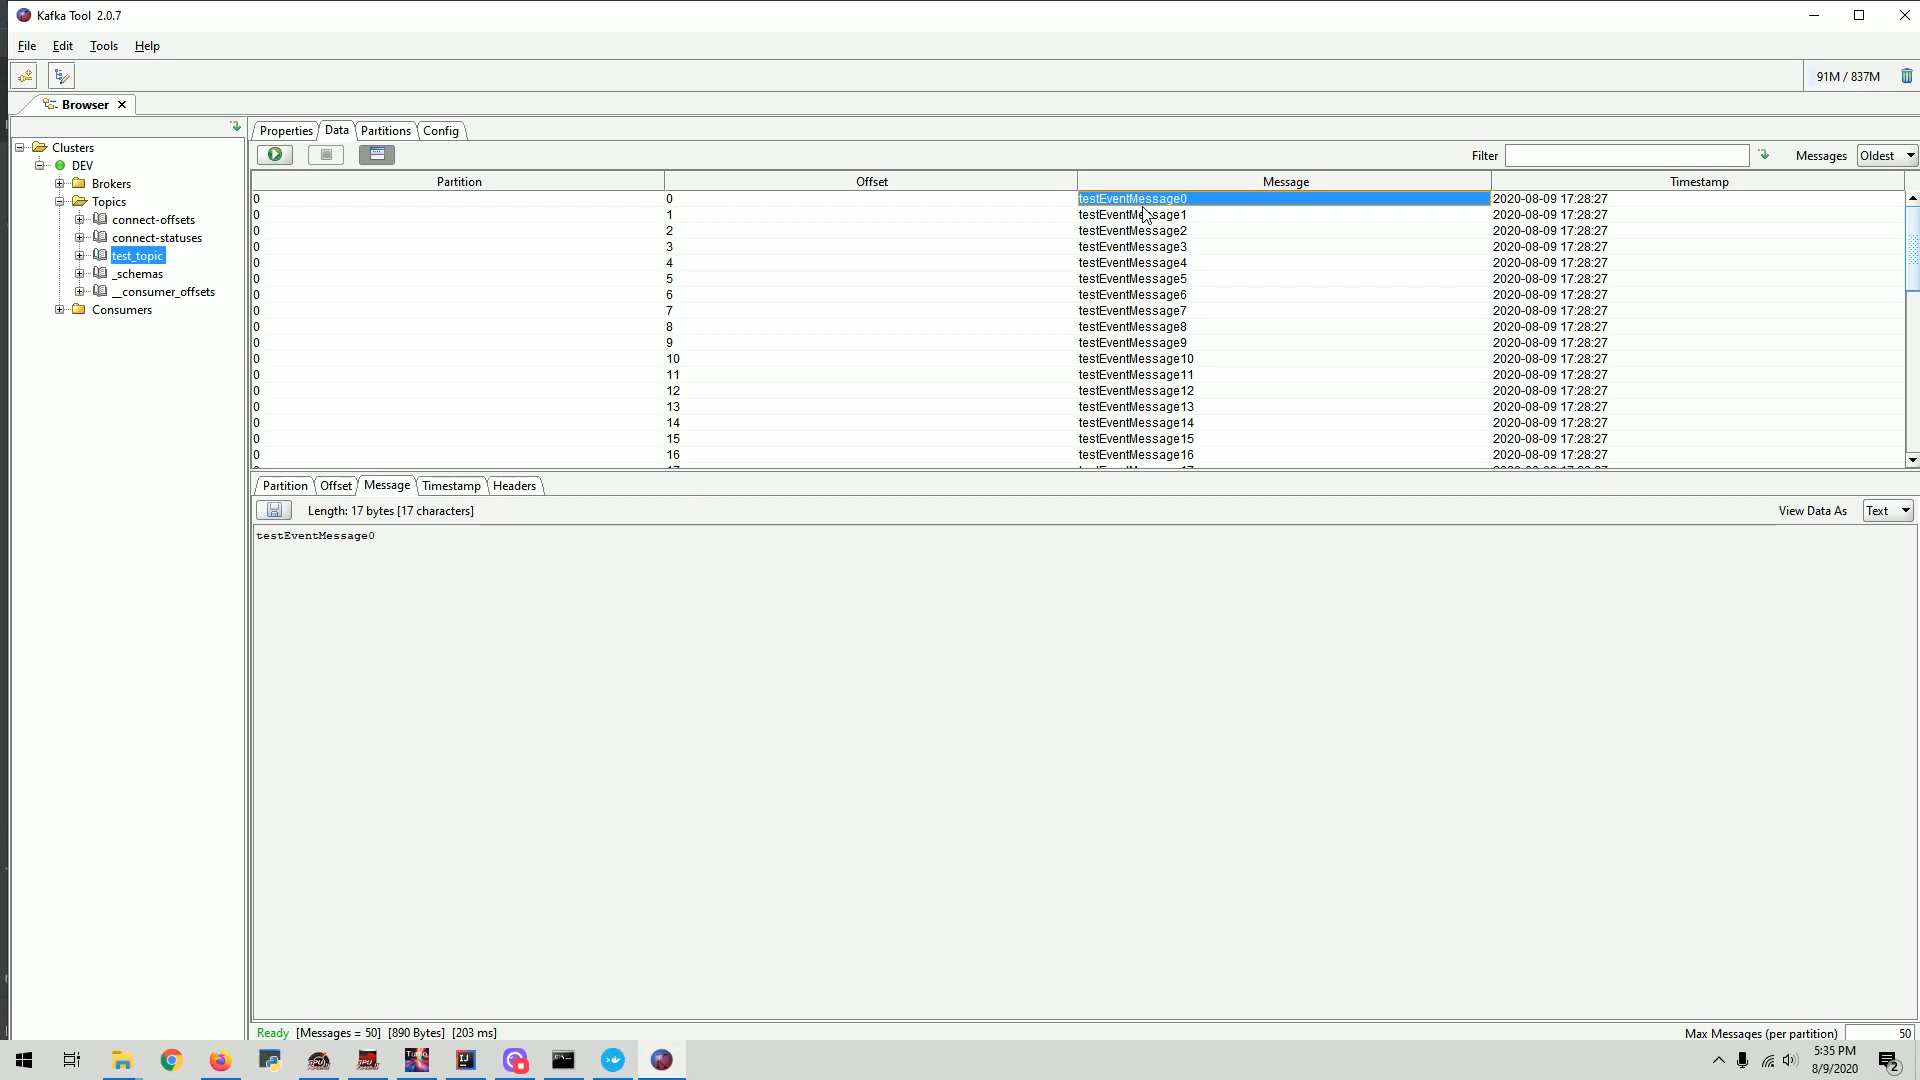 Kafka Tool 2.0.7
File Edit Tools Help
91M / 837M
Browser
Properties Data Partitions Config
Clusters
DEV
Brokers
Topics
connect-offsets
connect-statuses
test_topic
_schemas
__consumer_offsets
Consumers
Filter Messages Oldest
Partition Offset Message Timestamp
0 0 testEventMessage0 2020-08-09 17:28:27
0 1 testEventMessage1 2020-08-09 17:28:27
0 2 testEventMessage2 2020-08-09 17:28:27
0 3 testEventMessage3 2020-08-09 17:28:27
0 4 testEventMessage4 2020-08-09 17:28:27
0 5 testEventMessage5 2020-08-09 17:28:27
0 6 testEventMessage6 2020-08-09 17:28:27
0 7 testEventMessage7 2020-08-09 17:28:27
0 8 testEventMessage8 2020-08-09 17:28:27
0 9 testEventMessage9 2020-08-09 17:28:27
0 10 testEventMessage10 2020-08-09 17:28:27
0 11 testEventMessage11 2020-08-09 17:28:27
0 12 testEventMessage12 2020-08-09 17:28:27
0 13 testEventMessage13 2020-08-09 17:28:27
0 14 testEventMessage14 2020-08-09 17:28:27
0 15 testEventMessage15 2020-08-09 17:28:27
0 16 testEventMessage16 2020-08-09 17:28:27
Partition Offset Message Timestamp Headers
Length: 17 bytes [17 characters] View Data As Text
testEventMessage0
Ready [Messages = 50] [890 Bytes] [203 ms] Max Messages (per partition) 50
5:35 PM
8/9/2020
2